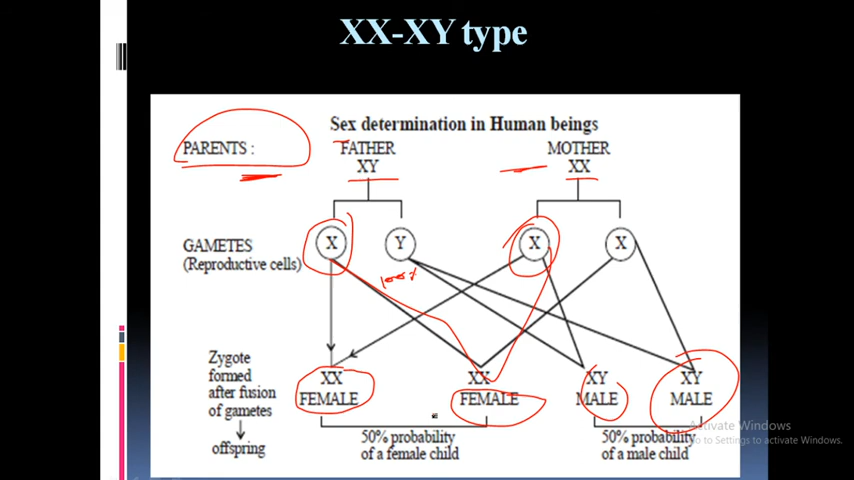 XX-XY type
Sex determination in Human beings
PARENTS :
FATHER
XY
MOTHER
XX
GAMETES
(Reproductive cells)
X
Y
X
X
100%
Zygote
formed
after fusion
of gametes
offspring
XX
FEMALE
XX
FEMALE
XY
MALE
XY
MALE
50% probability
of a female child
50% probability
of a male child
Activate Windows
Go to Settings to activate Windows.